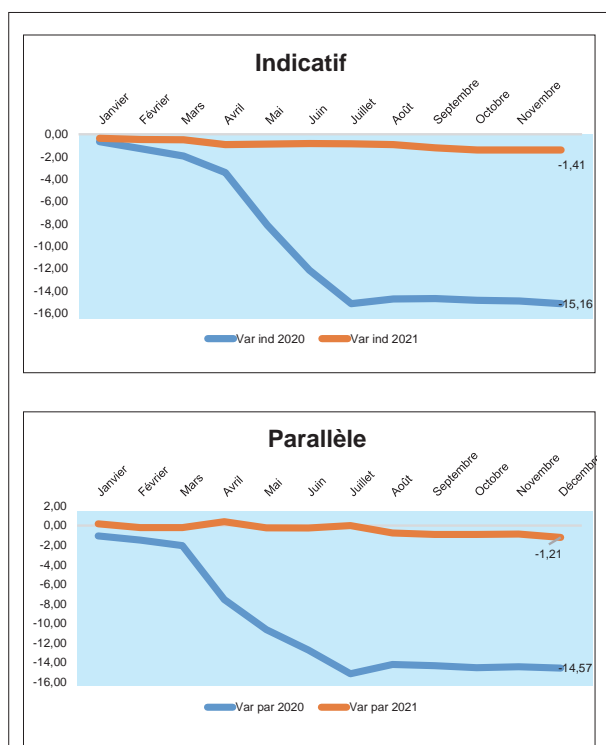 Indicatif
Janvier
Février
Mars
Avril
Mai
Juin
Juillet
Août
Septembre
Octobre
Novembre
0,00
-2,00
-4,00
-6,00
-8,00
-10,00
-12,00
-14,00
-16,00
-1,41
-15,16
Var ind 2020 Var ind 2021
Parallèle
Janvier
Février
Mars
Avril
Mai
Juin
Juillet
Août
Septembre
Octobre
Novembre
Décembre
2,00
0,00
-2,00
-4,00
-6,00
-8,00
-10,00
-12,00
-14,00
-16,00
-1,21
-14,57
Var par 2020 Var par 2021